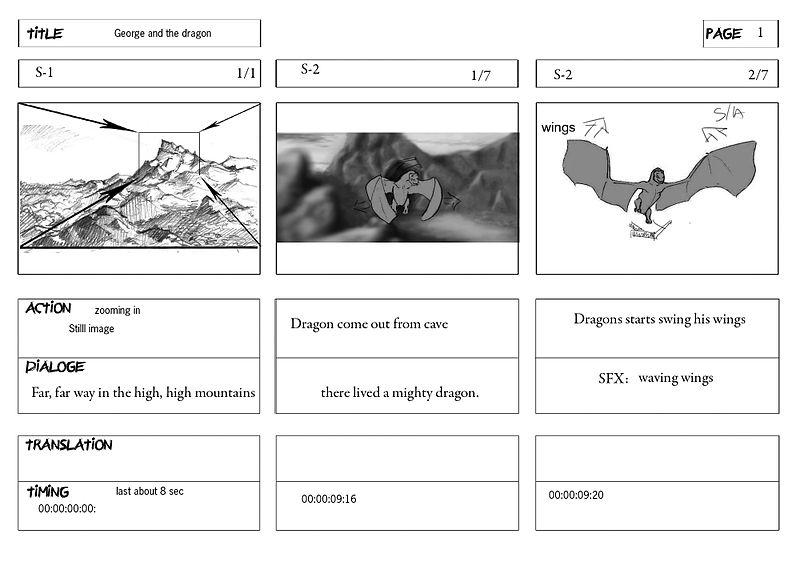 TITLE George and the dragon
PAGE 1
S-1 1/1
S-2 1/7
S-2 2/7
wings
S/A
ACTION zooming in
Stilll image
Dragon come out from cave
Dragons starts swing his wings
DIALOGE
Far, far way in the high, high mountains
there lived a mighty dragon.
SFX: waving wings
TRANSLATION
TIMING last about 8 sec
00:00:00:00:
00:00:09:16
00:00:09:20